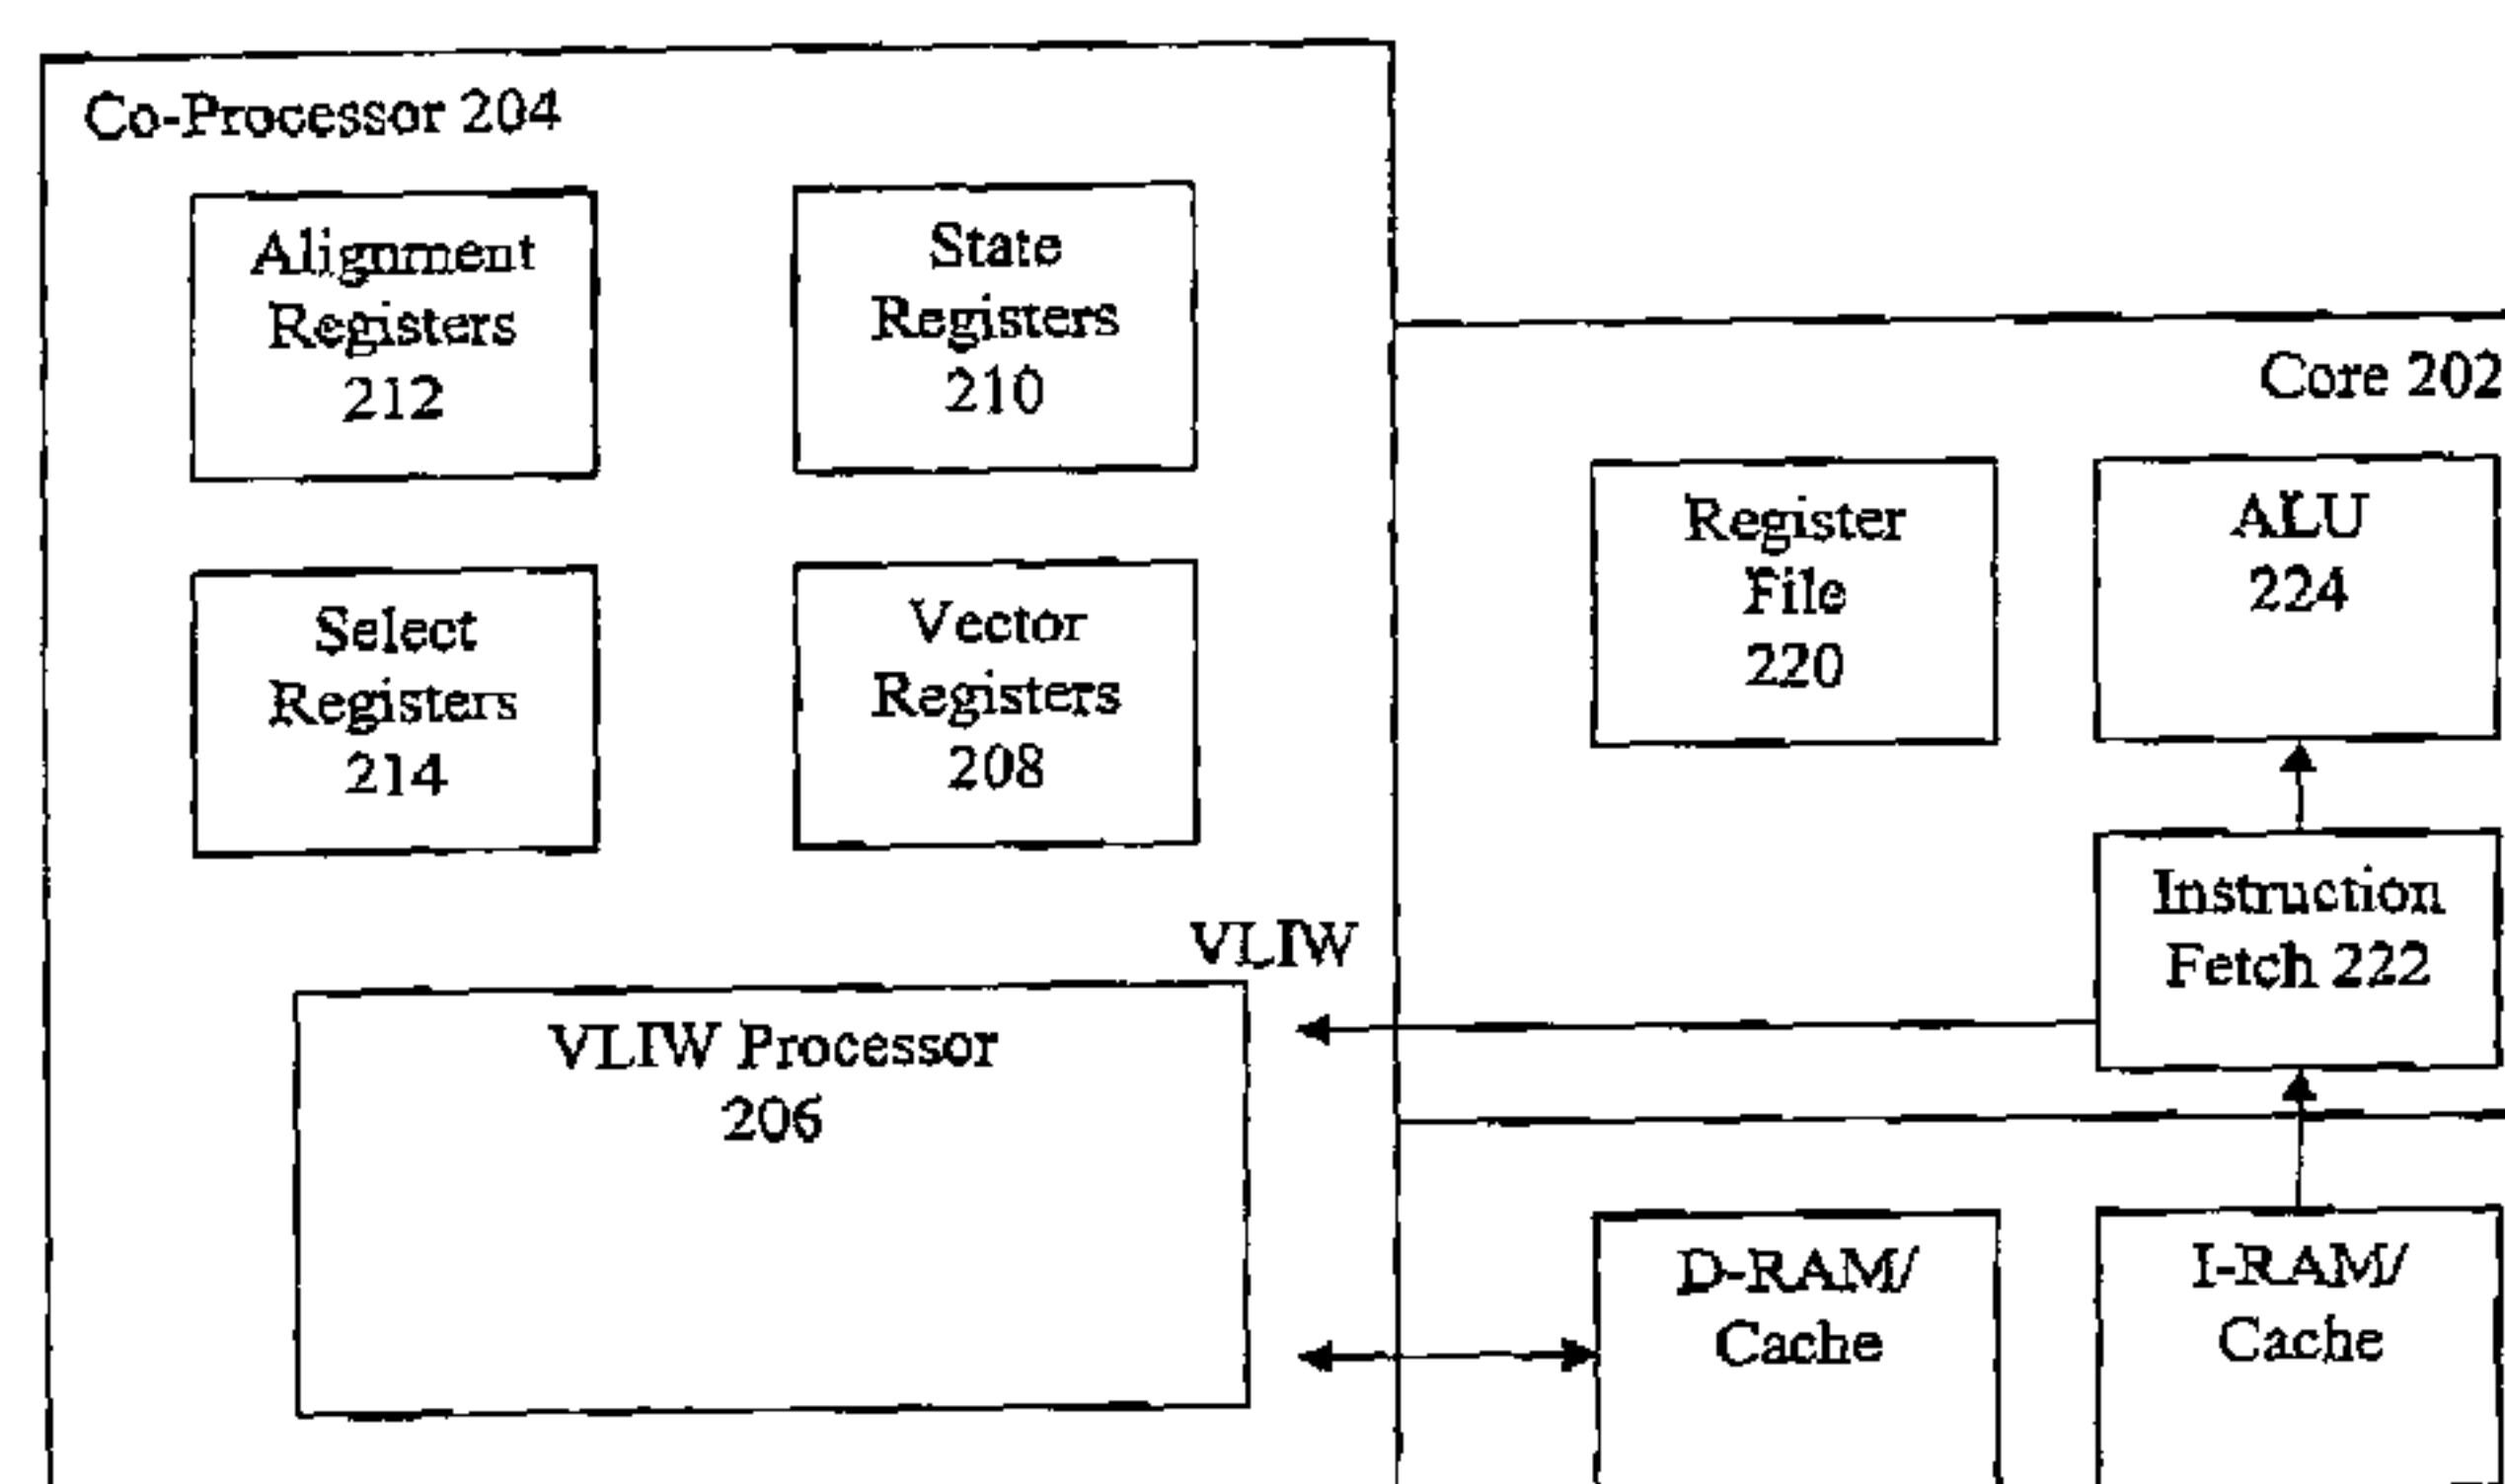 Co-Processor 204
Alignment
Registers
212
State
Registers
210
Select
Registers
214
Vector
Registers
208
VLIW
VLIW Processor
206
Core 202
Register
File
220
ALU
224
Instruction
Fetch 222
D-RAM/
Cache
I-RAM/
Cache